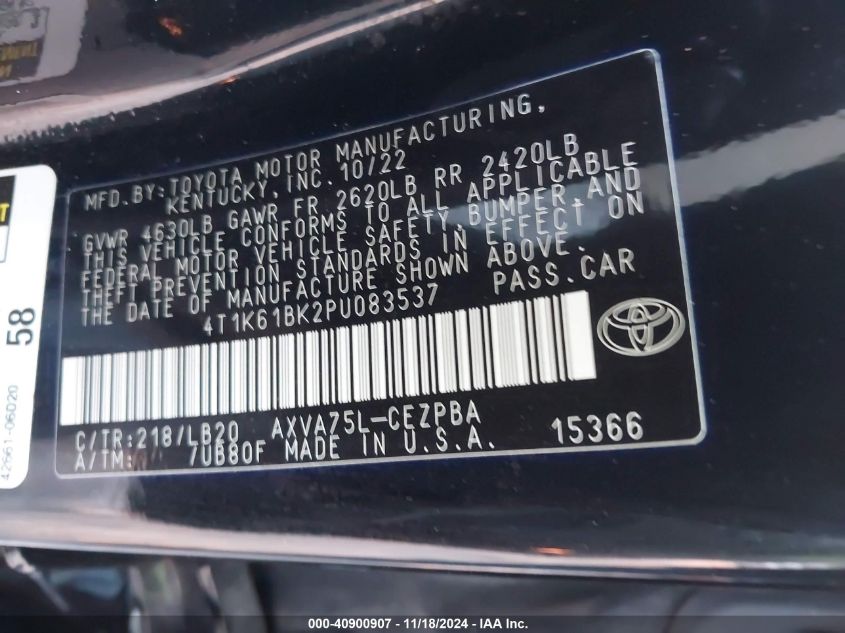 MFD. BY: TOYOTA MOTOR MANUFACTURING,
KENTUCKY, INC. 10/22
GVWR 4630LB GAWR FR 2620LB RR 2420LB
THIS VEHICLE CONFORMS TO ALL APPLICABLE
FEDERAL MOTOR VEHICLE SAFETY, BUMPER, AND
THEFT PREVENTION STANDARDS IN EFFECT ON
THE DATE OF MANUFACTURE SHOWN ABOVE.
4T1K61BK2PU083537 PASS. CAR
C/TR: 218/LB20 AXVA75L-CEZPBA
A/TM: 7UB80F MADE IN U.S.A. 15366
58
42661-06020
000-40900907 - 11/18/2024 - IAA Inc.